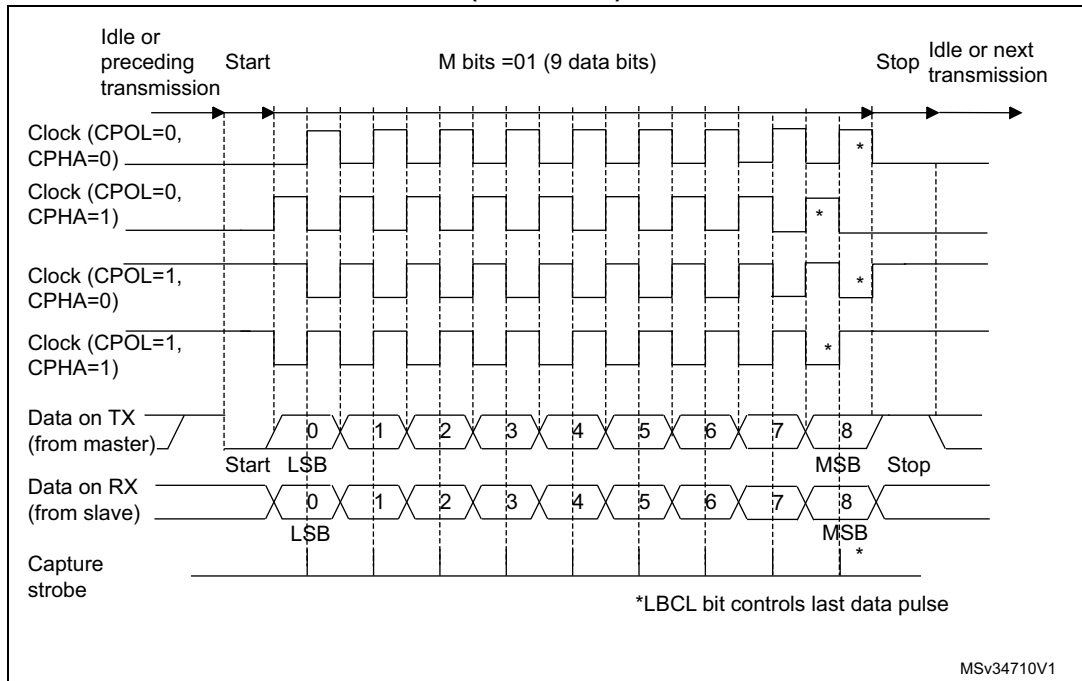 Idle or
preceding
transmission
Start
M bits =01 (9 data bits)
Stop
Idle or next
transmission
Clock (CPOL=0,
CPHA=0)
*
Clock (CPOL=0,
CPHA=1)
*
Clock (CPOL=1,
CPHA=0)
*
Clock (CPOL=1,
CPHA=1)
*
Data on TX
(from master)
0 1 2 3 4 5 6 7 8
Start LSB MSB Stop
Data on RX
(from slave)
0 1 2 3 4 5 6 7 8
LSB MSB
Capture
strobe
*
*LBCL bit controls last data pulse
MSv34710V1